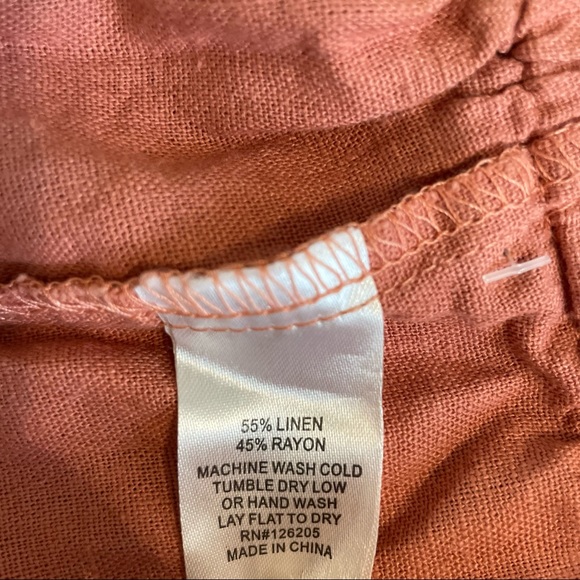 55% LINEN
45% RAYON
MACHINE WASH COLD
TUMBLE DRY LOW
OR HAND WASH
LAY FLAT TO DRY
RN#126205
MADE IN CHINA